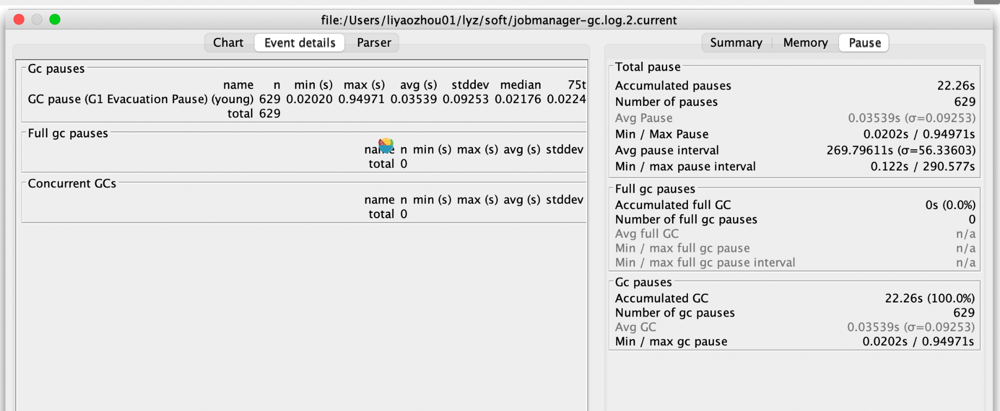 file:/Users/liyaozhou01/lyz/soft/jobmanager-gc.log.2.current
Chart Event details Parser
Gc pauses
name n min (s) max (s) avg (s) stddev median 75t
GC pause (G1 Evacuation Pause) (young) 629 0.02020 0.94971 0.03539 0.09253 0.02176 0.0224
total 629
Full gc pauses
n min (s) max (s) avg (s) stddev
total 0
Concurrent GCs
name n min (s) max (s) avg (s) stddev
total 0
Summary Memory Pause
Total pause
Accumulated pauses 22.26s
Number of pauses 629
Avg Pause 0.03539s (σ=0.09253)
Min / Max Pause 0.0202s / 0.94971s
Avg pause interval 269.79611s (σ=56.33603)
Min / max pause interval 0.122s / 290.577s
Full gc pauses
Accumulated full GC 0s (0.0%)
Number of full gc pauses 0
Avg full GC n/a
Min / max full gc pause n/a
Min / max full gc pause interval n/a
Gc pauses
Accumulated GC 22.26s (100.0%)
Number of gc pauses 629
Avg GC 0.03539s (σ=0.09253)
Min / max gc pause 0.0202s / 0.94971s